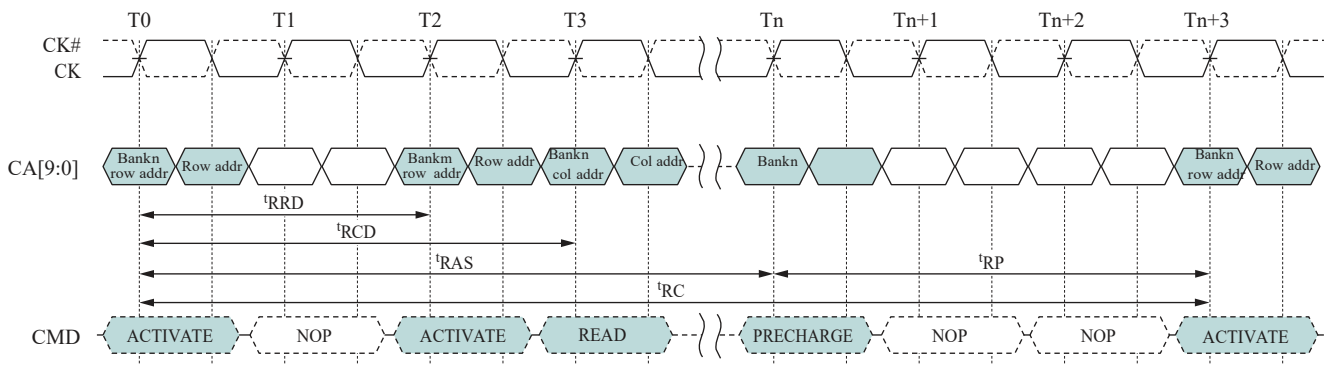 T0 T1 T2 T3 Tn Tn+1 Tn+2 Tn+3
CK#
CK
CA[9:0]
Bankn
row addr
Row addr
Bankm
row addr
Row addr
Bankn
col addr
Col addr
Bankn
Bankn
row addr
Row addr
tRRD
tRCD
tRAS
tRP
tRC
CMD ACTIVATE NOP ACTIVATE READ PRECHARGE NOP NOP ACTIVATE